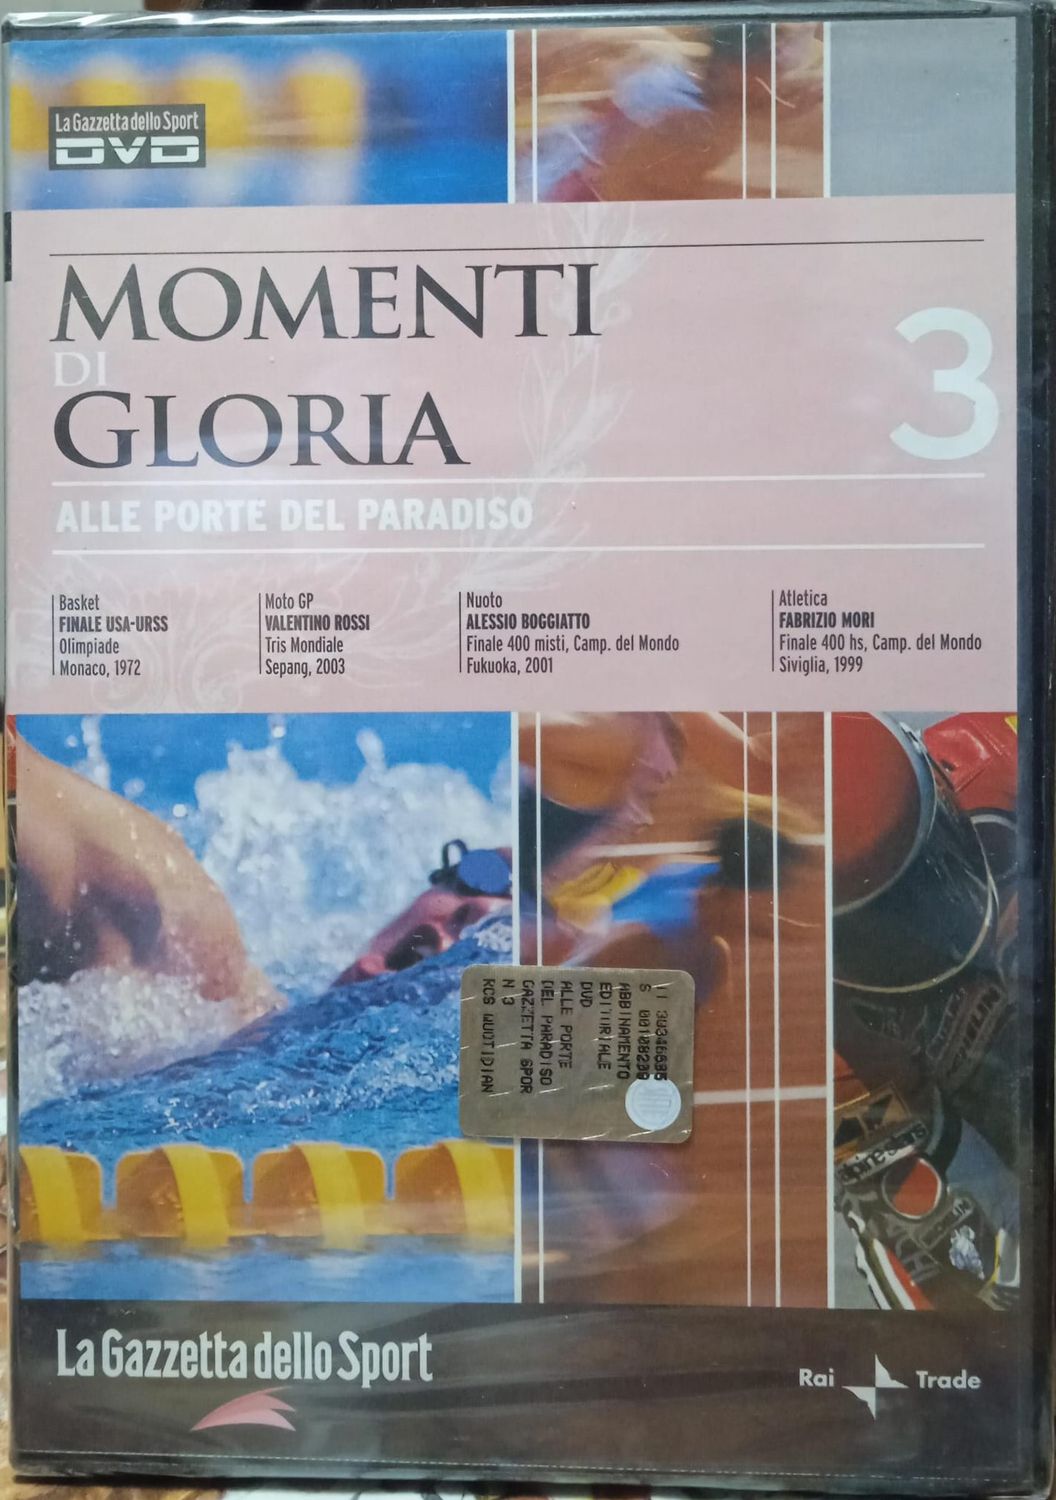 La Gazzetta dello Sport
DVD
MOMENTI
DI
GLORIA
3
ALLE PORTE DEL PARADISO
Basket
FINALE USA-URSS
Olimpiade
Monaco, 1972
Moto GP
VALENTINO ROSSI
Tris Mondiale
Sepang, 2003
Nuoto
ALESSIO BOGGIATTO
Finale 400 misti, Camp. del Mondo
Fukuoka, 2001
Atletica
FABRIZIO MORI
Finale 400 hs, Camp. del Mondo
Siviglia, 1999
ABBINAMENTO
EDITORIALE
DVD
ALLE PORTE
DEL PARADISO
GAZZETTA SPOR
N 3
KCS QUOTIDIAN
La Gazzetta dello Sport
Rai Trade